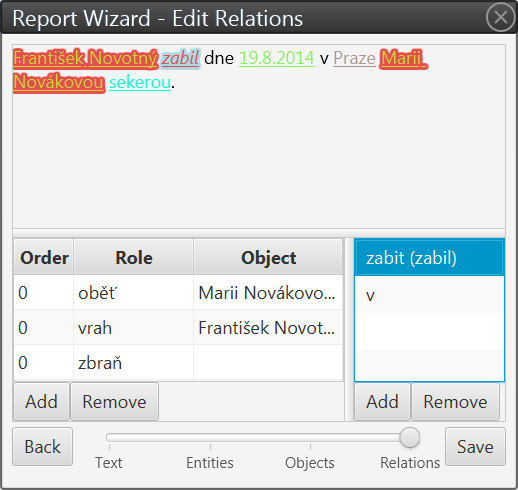 Report Wizard - Edit Relations
František Novotný zabil dne 19.8.2014 v Praze Marii
Novákovou sekerou.
Order Role Object
0 oběť Marii Novákovo...
0 vrah František Novot...
0 zbraň
Add Remove
zabit (zabil)
v
Add Remove
Back
Text Entities Objects Relations
Save